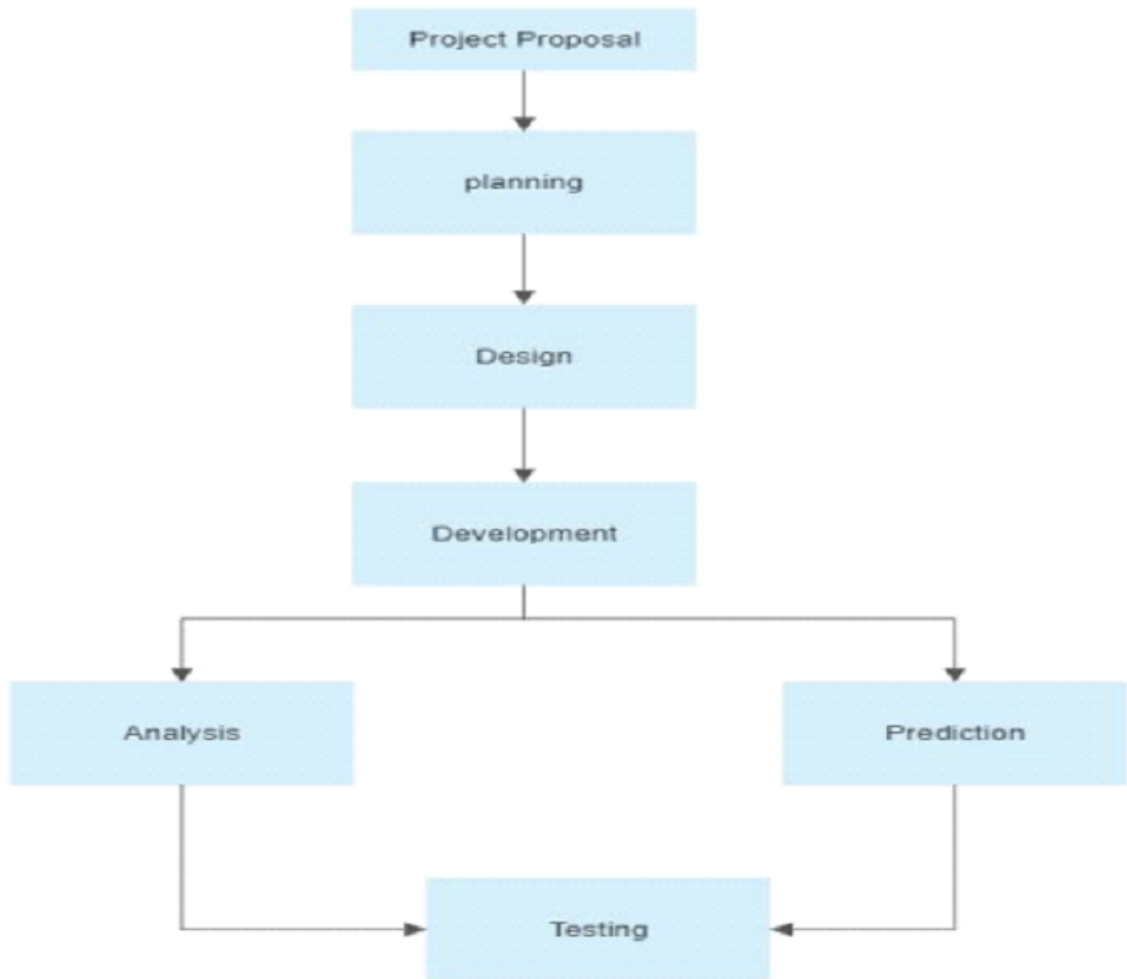 Project Proposal
planning
Design
Development
Analysis
Prediction
Testing